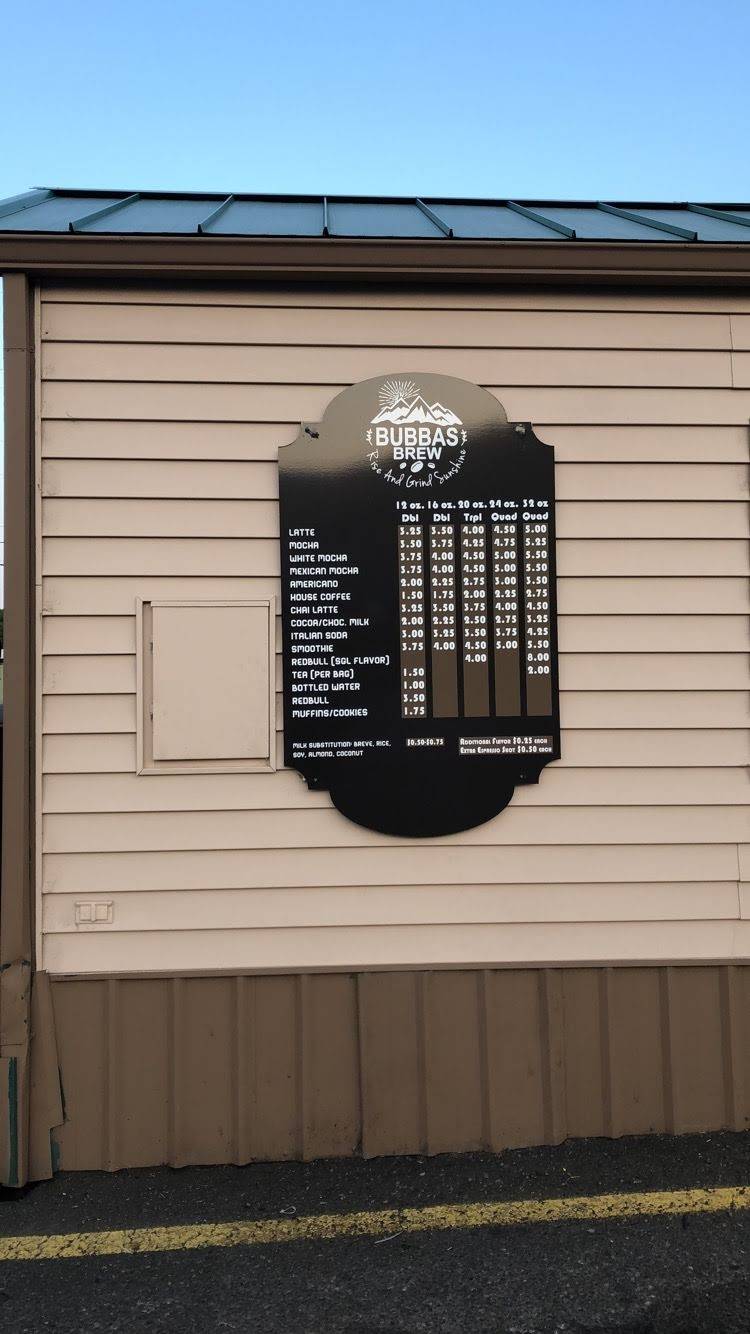 BUBBAS
BREW
Rise And Grind Sunshine
12 oz. 16 oz. 20 oz. 24 oz. 32 oz
Dbl Dbl Trpl Quad Quad
LATTE 3.25 3.50 4.00 4.50 5.00
MOCHA 3.50 3.75 4.25 4.75 5.25
WHITE MOCHA 3.75 4.00 4.50 5.00 5.50
MEXICAN MOCHA 3.75 4.00 4.50 5.00 5.50
AMERICANO 2.00 2.25 2.75 3.00 3.50
HOUSE COFFEE 1.50 1.75 2.00 2.25 2.75
CHAI LATTE 3.25 3.50 3.75 4.00 4.50
COCOA/CHOC. MILK 2.00 2.25 2.50 2.75 3.25
ITALIAN SODA 3.00 3.25 3.50 3.75 4.25
SMOOTHIE 3.75 4.00 4.50 5.00 5.50
REDBULL (SGL FLAVOR) 4.00 8.00
TEA (PER BAG) 1.50 2.00
BOTTLED WATER 1.00
REDBULL 3.50
MUFFINS/COOKIES 1.75
MILK SUBSTITUTION: BREVE, RICE, $0.50-$0.75 Additional Flavor $0.25 each
SOY, ALMOND, COCONUT Extra Espresso Shot $0.50 each